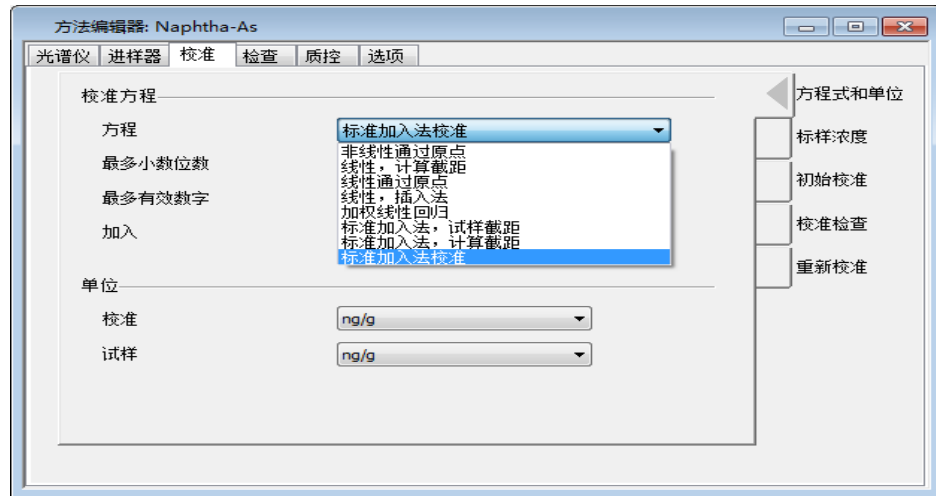 方法编辑器: Naphtha-As
光谱仪 进样器 校准 检查 质控 选项
校准方程
方程
标准加入法校准
非线性通过原点
线性，计算截距
线性通过原点
线性，插入法
加权线性回归
标准加入法，试样截距
标准加入法，计算截距
标准加入法校准
最多小数位数
最多有效数字
加入
单位
校准 ng/g
试样 ng/g
方程式和单位
标样浓度
初始校准
校准检查
重新校准